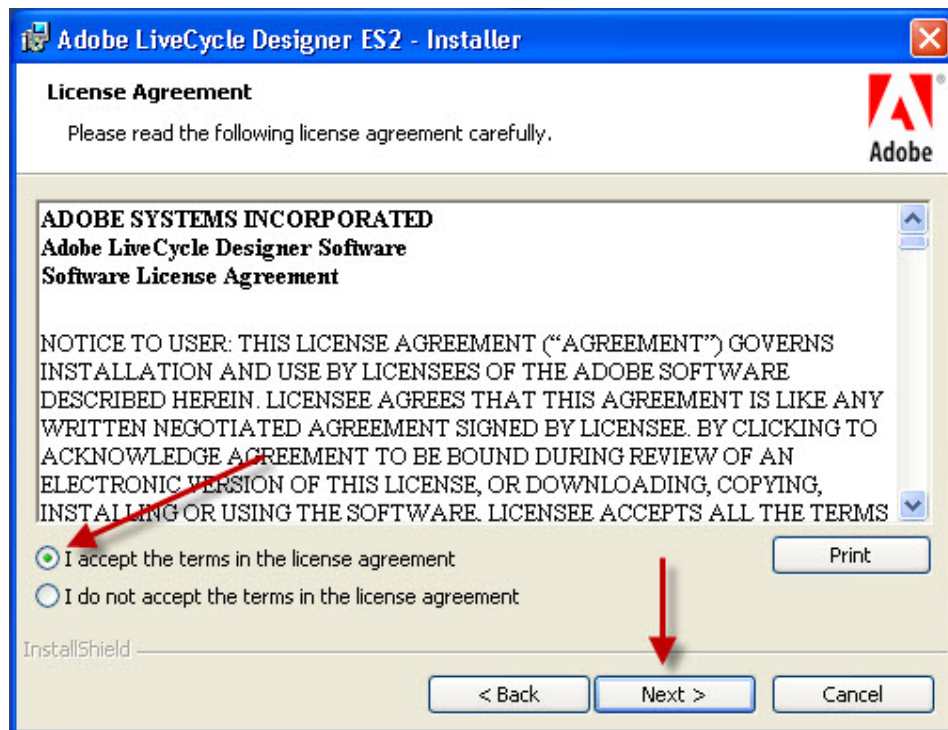 Adobe LiveCycle Designer ES2 - Installer
License Agreement
Please read the following license agreement carefully.
Adobe
ADOBE SYSTEMS INCORPORATED
Adobe LiveCycle Designer Software
Software License Agreement
NOTICE TO USER: THIS LICENSE AGREEMENT (“AGREEMENT”) GOVERNS
INSTALLATION AND USE BY LICENSEES OF THE ADOBE SOFTWARE
DESCRIBED HEREIN. LICENSEE AGREES THAT THIS AGREEMENT IS LIKE ANY
WRITTEN NEGOTIATED AGREEMENT SIGNED BY LICENSEE. BY CLICKING TO
ACKNOWLEDGE AGREEMENT TO BE BOUND DURING REVIEW OF AN
ELECTRONIC VERSION OF THIS LICENSE, OR DOWNLOADING, COPYING,
INSTALLING OR USING THE SOFTWARE, LICENSEE ACCEPTS ALL THE TERMS
I accept the terms in the license agreement
Print
I do not accept the terms in the license agreement
InstallShield
< Back Next > Cancel